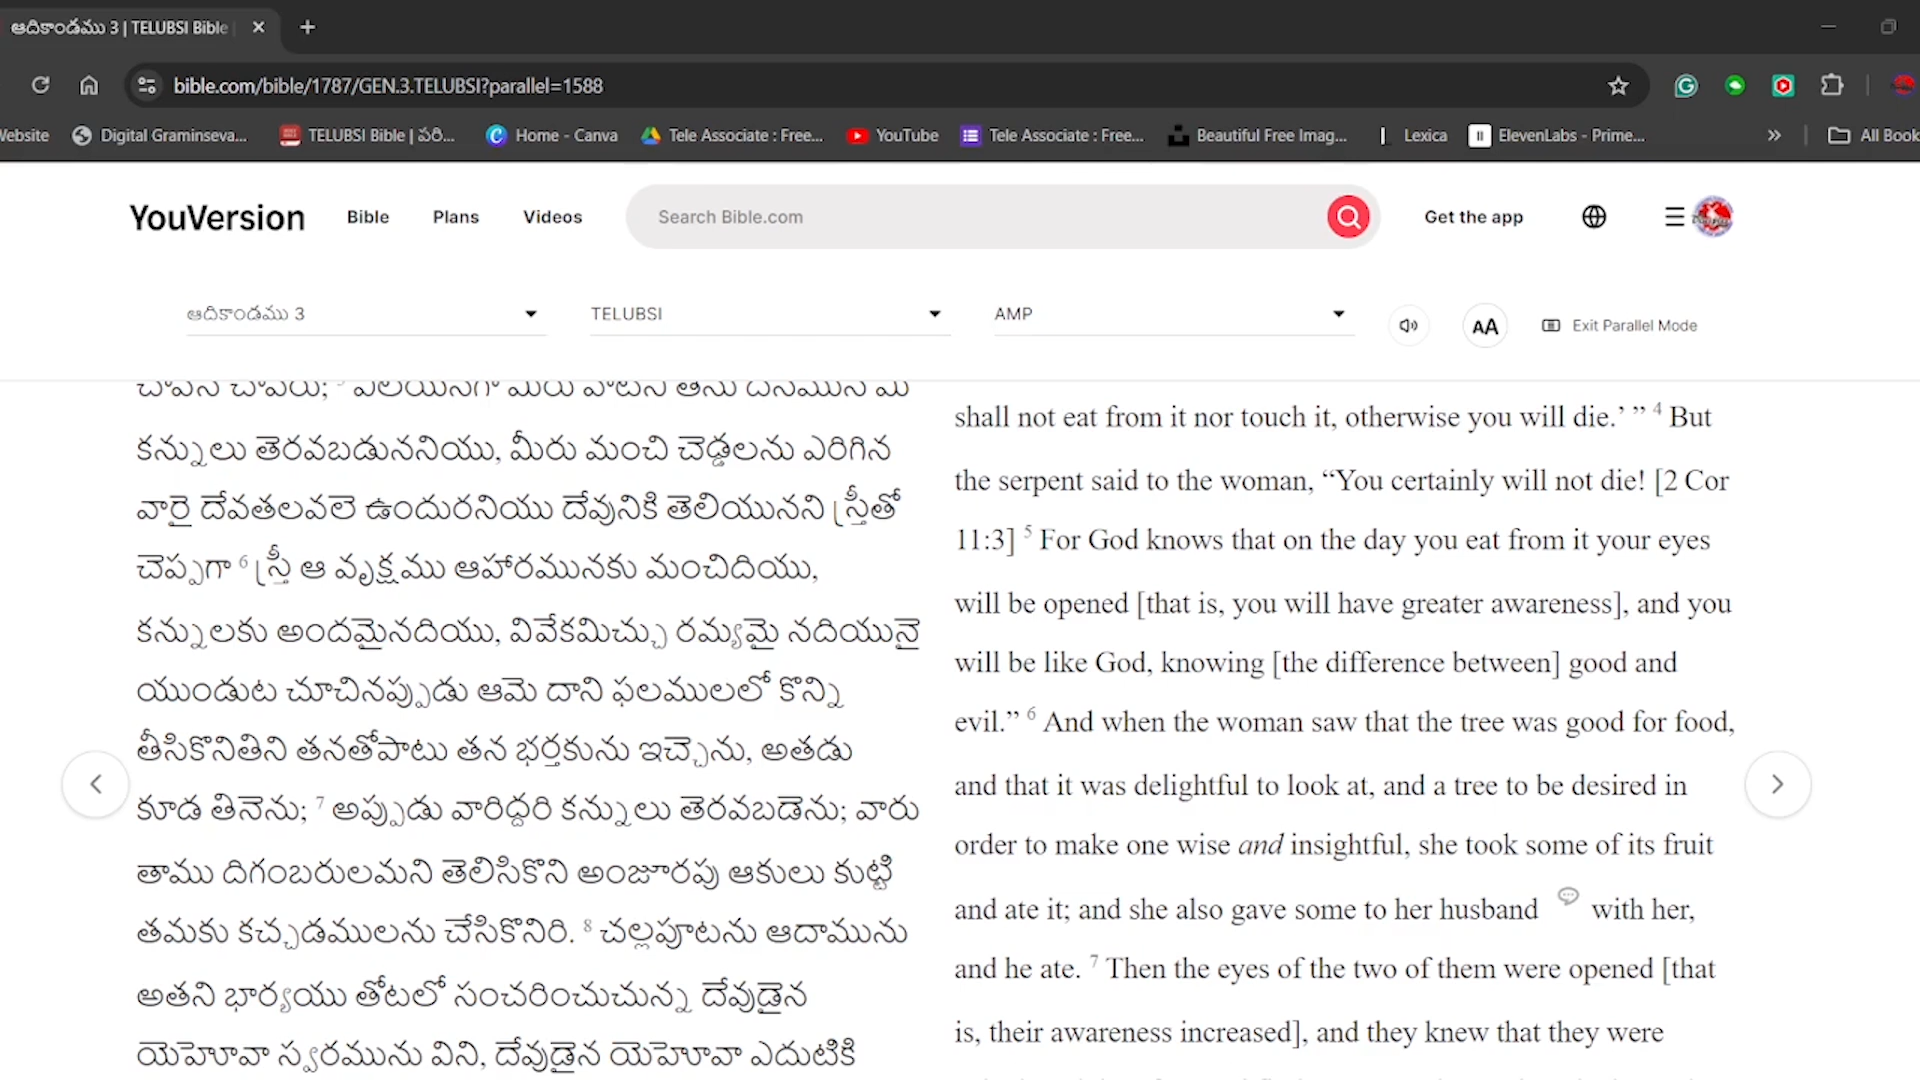 ఆదికాండము 3 | TELUBSI Bible
bible.com/bible/1787/GEN.3.TELUBSI?parallel=1588
Website Digital Graminseva... TELUBSI Bible | పరి... Home - Canva Tele Associate : Free... YouTube Tele Associate : Free... Beautiful Free Imag... Lexica ElevenLabs - Prime... » All Book
YouVersion Bible Plans Videos Search Bible.com Get the app
ఆదికాండము 3 TELUBSI AMP AA Exit Parallel Mode
చావనే చావరు; 5 ఏలయనగా మీరు వాటిని తిను దినమున మీ
కన్నులు తెరవబడుననియు, మీరు మంచి చెడ్డలను ఎరిగిన
వారై దేవతలవలె ఉందురనియు దేవునికి తెలియునని స్త్రీతో
చెప్పగా 6 స్త్రీ ఆ వృక్షము ఆహారమునకు మంచిదియు,
కన్నులకు అందమైనదియు, వివేకమిచ్చు రమ్యమై నదియునై
యుండుట చూచినప్పుడు ఆమె దాని ఫలములలో కొన్ని
తీసికొనితిని తనతోపాటు తన భర్తకును ఇచ్చెను, అతడు
కూడ తినెను; 7 అప్పుడు వారిద్దరి కన్నులు తెరవబడెను; వారు
తాము దిగంబరులమని తెలిసికొని అంజూరపు ఆకులు కుట్టి
తమకు కచ్చడములను చేసికొనిరి. 8 చల్లపూటను ఆదామును
అతని భార్యయు తోటలో సంచరించుచున్న దేవుడైన
యెహోవా స్వరమును విని, దేవుడైన యెహోవా ఎదుటికి
shall not eat from it nor touch it, otherwise you will die.’ ” 4 But
the serpent said to the woman, “You certainly will not die! [2 Cor
11:3] 5 For God knows that on the day you eat from it your eyes
will be opened [that is, you will have greater awareness], and you
will be like God, knowing [the difference between] good and
evil.” 6 And when the woman saw that the tree was good for food,
and that it was delightful to look at, and a tree to be desired in
order to make one wise and insightful, she took some of its fruit
and ate it; and she also gave some to her husband with her,
and he ate. 7 Then the eyes of the two of them were opened [that
is, their awareness increased], and they knew that they were